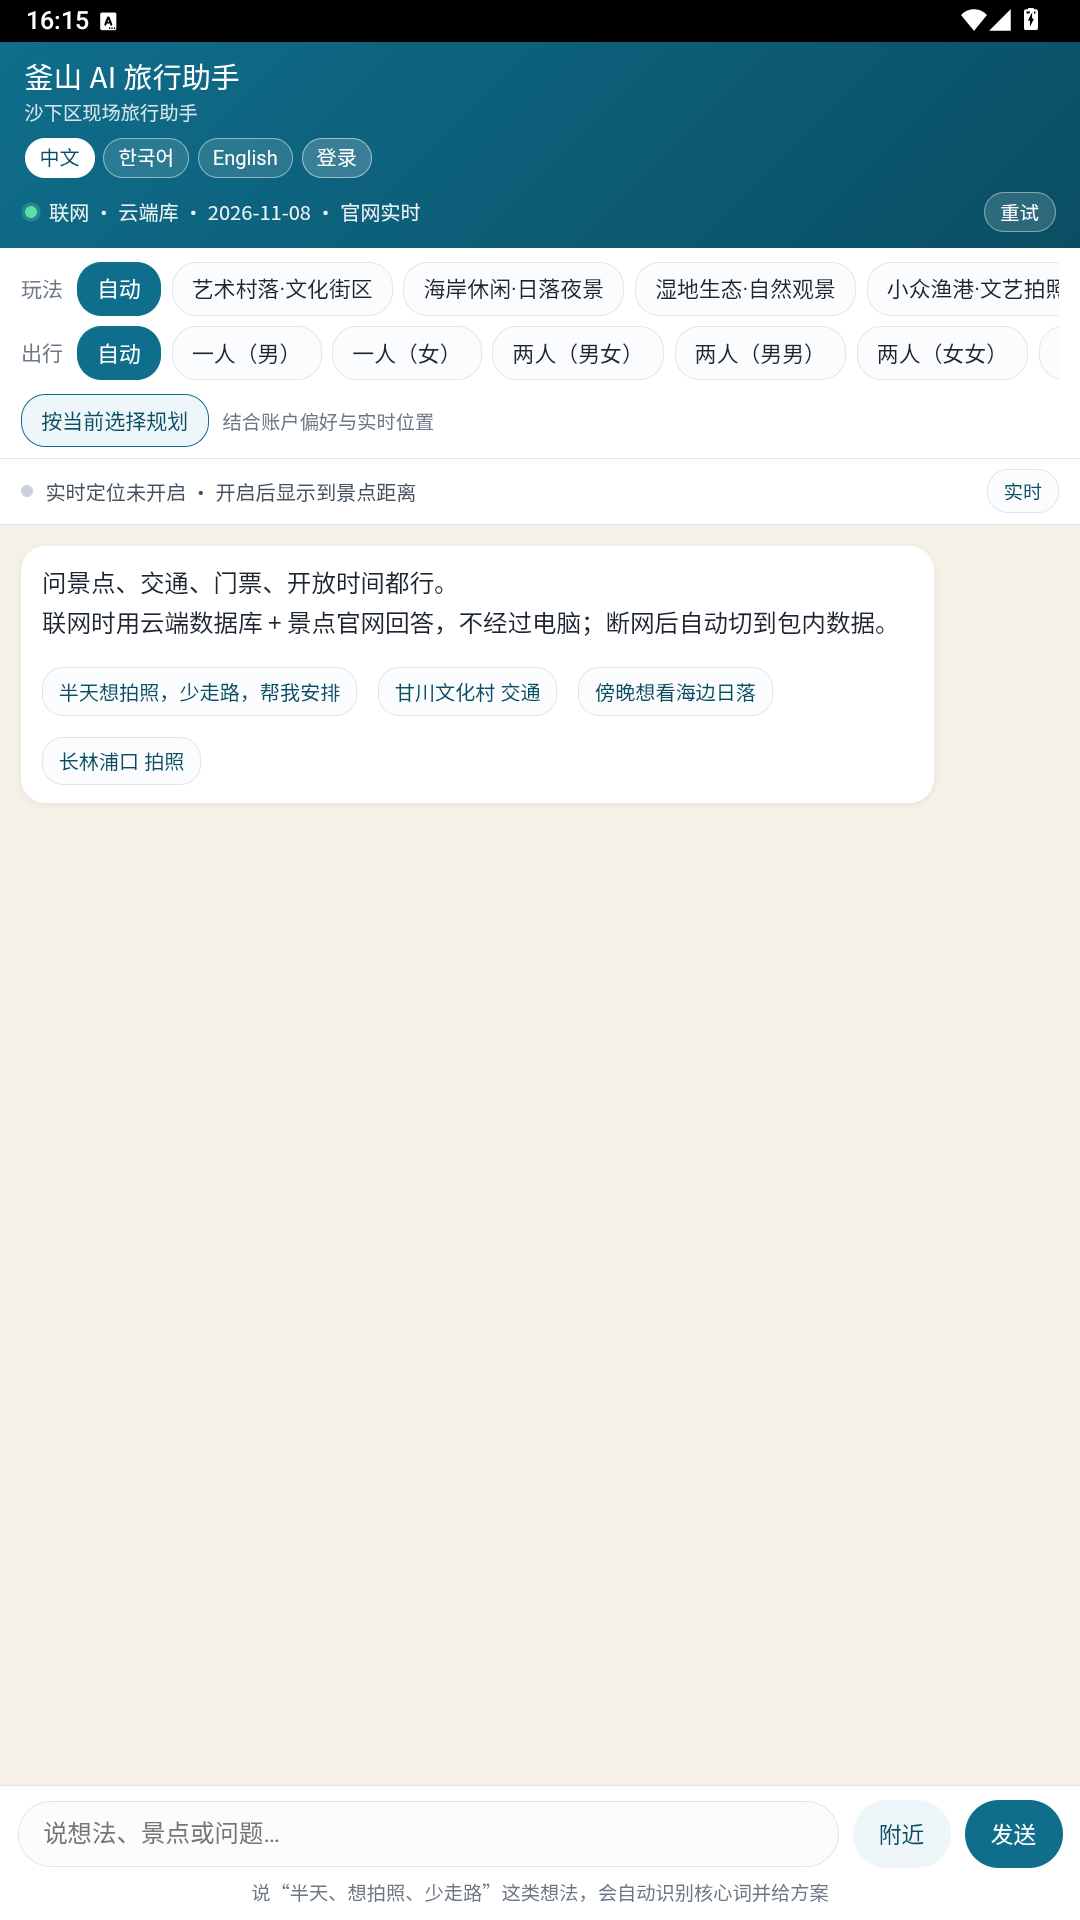 16:15
釜山 AI 旅行助手
沙下区现场旅行助手
中文 한국어 English 登录
联网 · 云端库 · 2026-11-08 · 官网实时 重试
玩法 自动 艺术村落·文化街区 海岸休闲·日落夜景 湿地生态·自然观景 小众渔港·文艺拍照
出行 自动 一人（男） 一人（女） 两人（男女） 两人（男男） 两人（女女）
按当前选择规划 结合账户偏好与实时位置
实时定位未开启 · 开启后显示到景点距离 实时
问景点、交通、门票、开放时间都行。
联网时用云端数据库 + 景点官网回答，不经过电脑；断网后自动切到包内数据。
半天想拍照，少走路，帮我安排 甘川文化村 交通 傍晚想看海边日落
长林浦口 拍照
说想法、景点或问题... 附近 发送
说“半天、想拍照、少走路”这类想法，会自动识别核心词并给方案